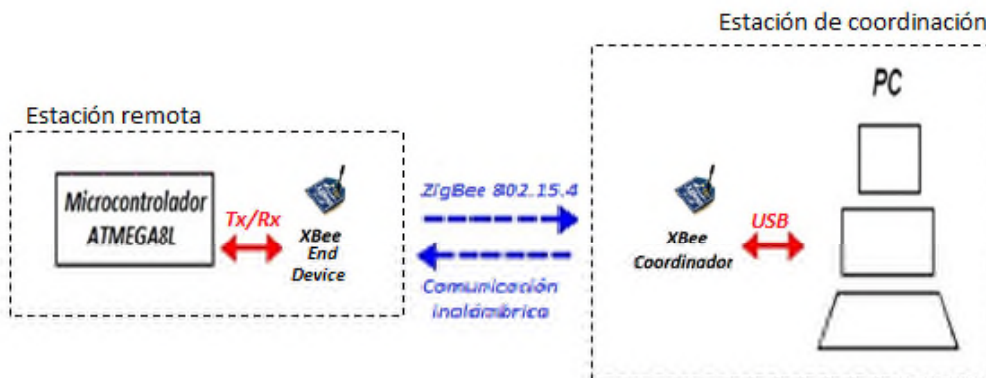 Estación de coordinación
PC
Estación remota
Microcontrolador
ATMEGA8L
Tx/Rx
XBee
End
Device
ZigBee 802.15.4
Comunicación
inalámbrica
XBee
Coordinador
USB